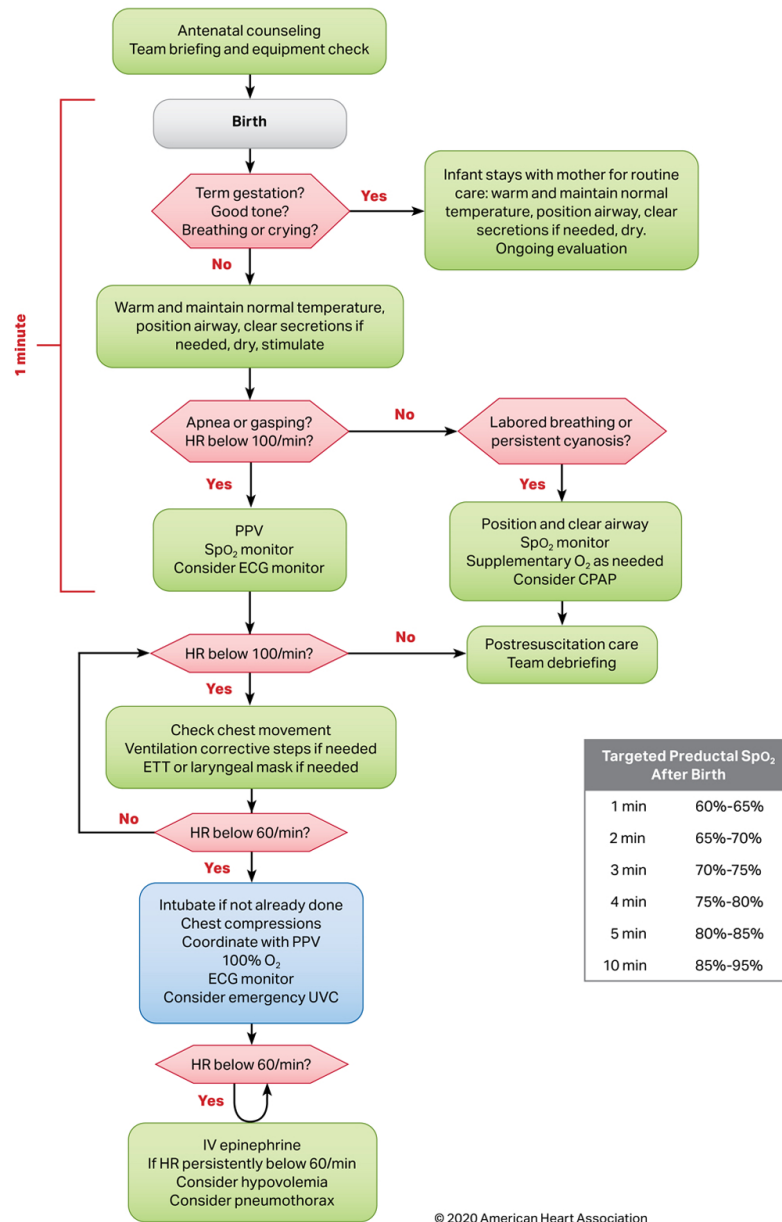 Antenatal counseling
Team briefing and equipment check
Birth
1 minute
Term gestation?
Good tone?
Breathing or crying?
Yes
Infant stays with mother for routine
care: warm and maintain normal
temperature, position airway, clear
secretions if needed, dry.
Ongoing evaluation
No
Warm and maintain normal temperature,
position airway, clear secretions if
needed, dry, stimulate
Apnea or gasping?
HR below 100/min?
No
Labored breathing or
persistent cyanosis?
Yes
Yes
PPV
SpO₂ monitor
Consider ECG monitor
Position and clear airway
SpO₂ monitor
Supplementary O₂ as needed
Consider CPAP
HR below 100/min?
No
Postresuscitation care
Team debriefing
Yes
Check chest movement
Ventilation corrective steps if needed
ETT or laryngeal mask if needed
No
HR below 60/min?
Yes
Intubate if not already done
Chest compressions
Coordinate with PPV
100% O₂
ECG monitor
Consider emergency UVC
HR below 60/min?
Yes
IV epinephrine
If HR persistently below 60/min
Consider hypovolemia
Consider pneumothorax
Targeted Preductal SpO₂
After Birth
1 min 60%-65%
2 min 65%-70%
3 min 70%-75%
4 min 75%-80%
5 min 80%-85%
10 min 85%-95%
© 2020 American Heart Association